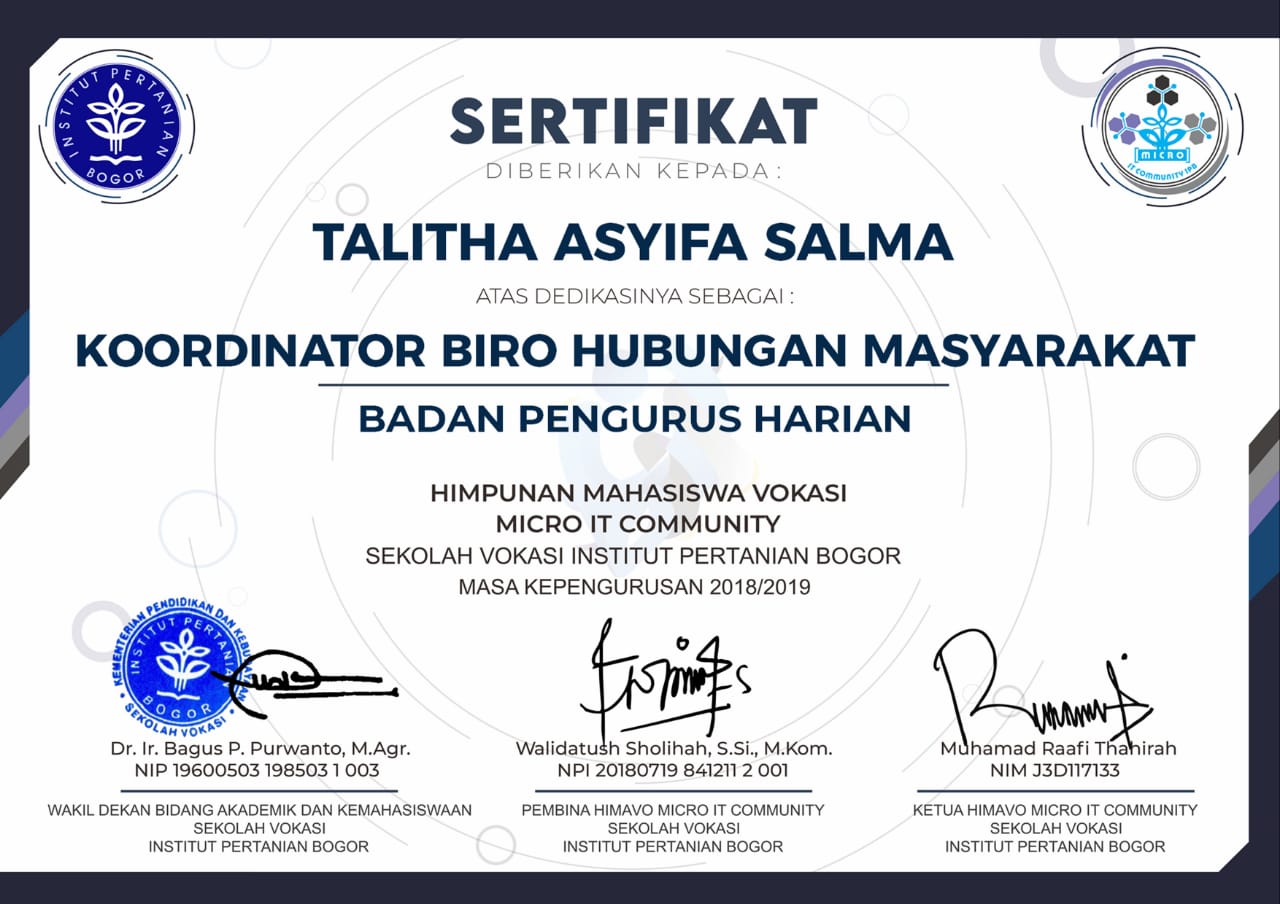 INSTITUT PERTANIAN
BOGOR
MICRO
IT COMMUNITY IPB
SERTIFIKAT
DIBERIKAN KEPADA :
TALITHA ASYIFA SALMA
ATAS DEDIKASINYA SEBAGAI :
KOORDINATOR BIRO HUBUNGAN MASYARAKAT
BADAN PENGURUS HARIAN
HIMPUNAN MAHASISWA VOKASI
MICRO IT COMMUNITY
SEKOLAH VOKASI INSTITUT PERTANIAN BOGOR
MASA KEPENGURUSAN 2018/2019
KEMENTERIAN PENDIDIKAN DAN KEBUDAYAAN
INSTITUT PERTANIAN
BOGOR
SEKOLAH VOKASI
Dr. Ir. Bagus P. Purwanto, M.Agr.
NIP 19600503 198503 1 003
WAKIL DEKAN BIDANG AKADEMIK DAN KEMAHASISWAAN
SEKOLAH VOKASI
INSTITUT PERTANIAN BOGOR
Walidatush Sholihah, S.Si., M.Kom.
NPI 20180719 841211 2 001
PEMBINA HIMAVO MICRO IT COMMUNITY
SEKOLAH VOKASI
INSTITUT PERTANIAN BOGOR
Muhamad Raafi Thahirah
NIM J3D117133
KETUA HIMAVO MICRO IT COMMUNITY
SEKOLAH VOKASI
INSTITUT PERTANIAN BOGOR